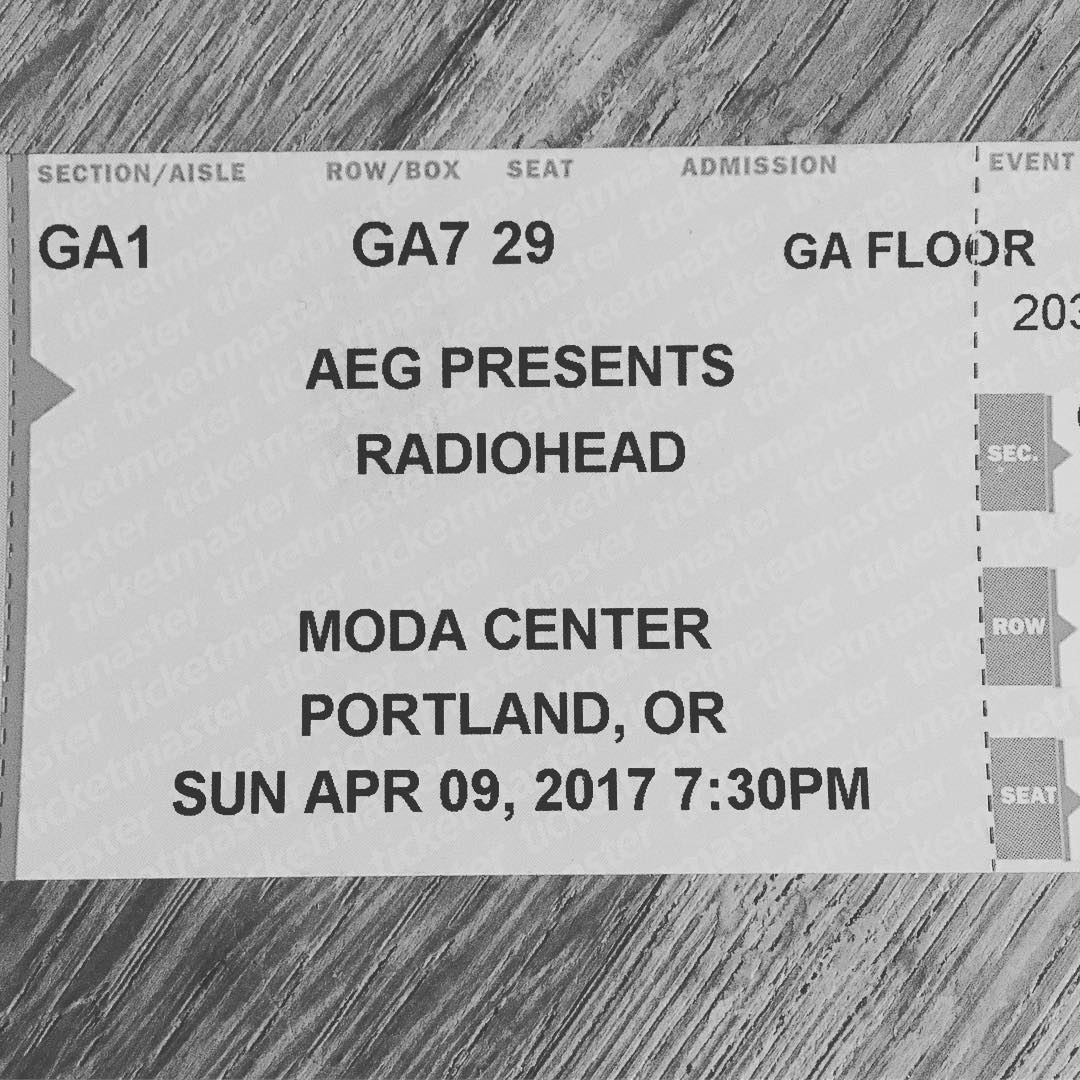 SECTION/AISLE ROW/BOX SEAT ADMISSION EVENT
GA1 GA7 29 GA FLOOR
203
AEG PRESENTS
RADIOHEAD
SEC.
MODA CENTER
ROW
PORTLAND, OR
SUN APR 09, 2017 7:30PM
SEAT
ticketmaster